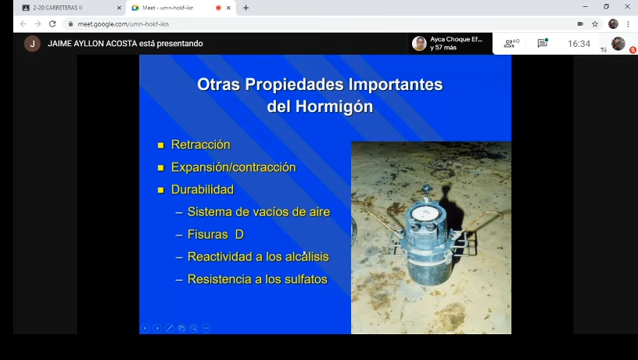 2-20 CARRETERAS II
Meet - umn-hokf-ikn
meet.google.com/umn-hokf-ikn
J JAIME AYLLON ACOSTA está presentando
Ayca Choque Ef...
y 57 más
60
16:34
Otras Propiedades Importantes
del Hormigón
Retracción
Expansión/contracción
Durabilidad
– Sistema de vacíos de aire
– Fisuras D
– Reactividad a los alcálisis
– Resistencia a los sulfatos